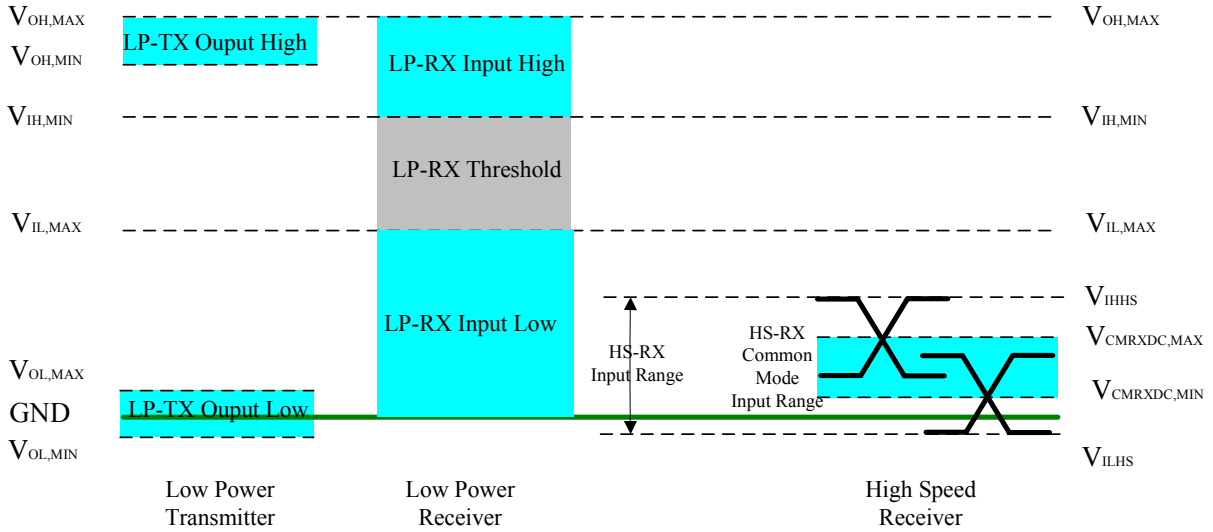 VOH,MAX
LP-TX Ouput High
VOH,MIN
LP-RX Input High
VIH,MIN
LP-RX Threshold
VIL,MAX
LP-RX Input Low
VOL,MAX
LP-TX Ouput Low
GND
VOL,MIN
HS-RX
Input Range
HS-RX
Common
Mode
Input Range
VOH,MAX
VIH,MIN
VIL,MAX
VIHHS
VCMRXDC,MAX
VCMRXDC,MIN
VILHS
Low Power
Transmitter
Low Power
Receiver
High Speed
Receiver